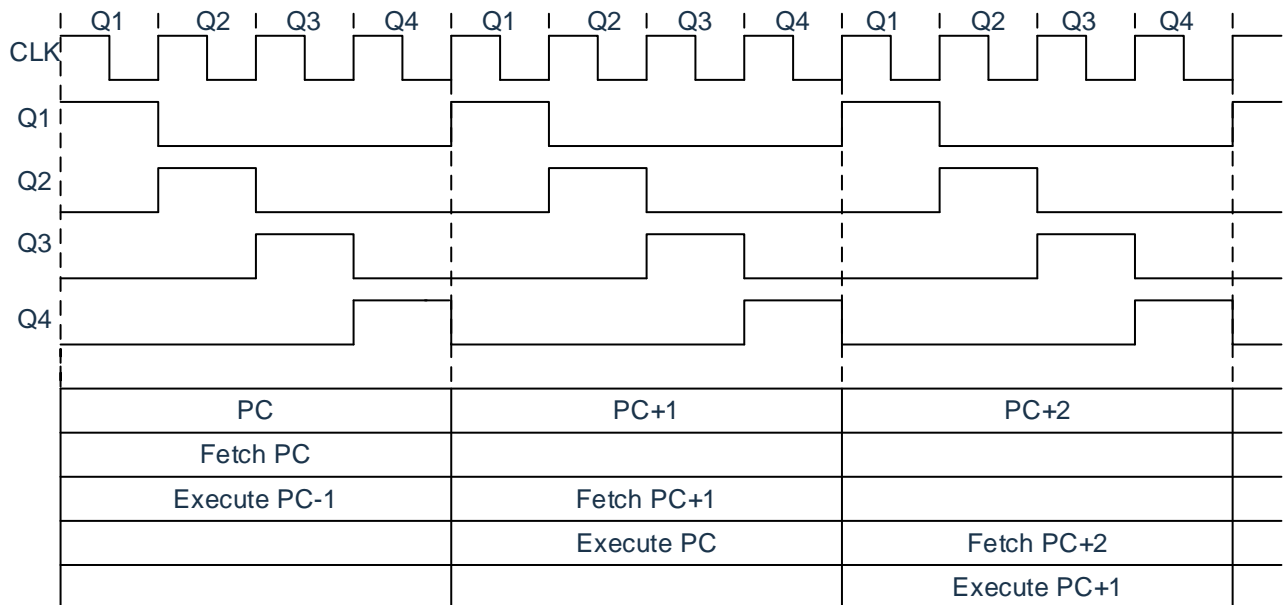 Q1 Q2 Q3 Q4 Q1 Q2 Q3 Q4 Q1 Q2 Q3 Q4
CLK
Q1
Q2
Q3
Q4
PC PC+1 PC+2
Fetch PC
Execute PC-1 Fetch PC+1
Execute PC Fetch PC+2
Execute PC+1